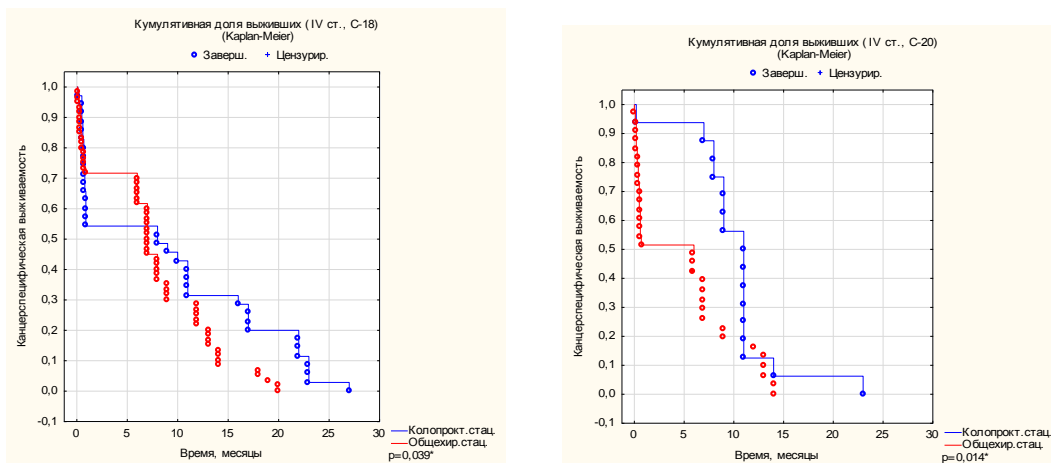 Кумулятивная доля выживших (IV ст., C-18)
(Kaplan-Meier)
Заверш. Цензурир.
Канцерспецифическая выживаемость
1,0
0,9
0,8
0,7
0,6
0,5
0,4
0,3
0,2
0,1
0,0
-0,1
0 5 10 15 20 25 30
Время, месяцы
Колопрокт.стац.
Общехир.стац.
p=0,039*
Кумулятивная доля выживших (IV ст., C-20)
(Kaplan-Meier)
Заверш. Цензурир.
Канцерспецифическая выживаемость
1,0
0,9
0,8
0,7
0,6
0,5
0,4
0,3
0,2
0,1
0,0
-0,1
0 5 10 15 20 25 30
Время, месяцы
Колопрокт.стац.
Общехир.стац.
p=0,014*